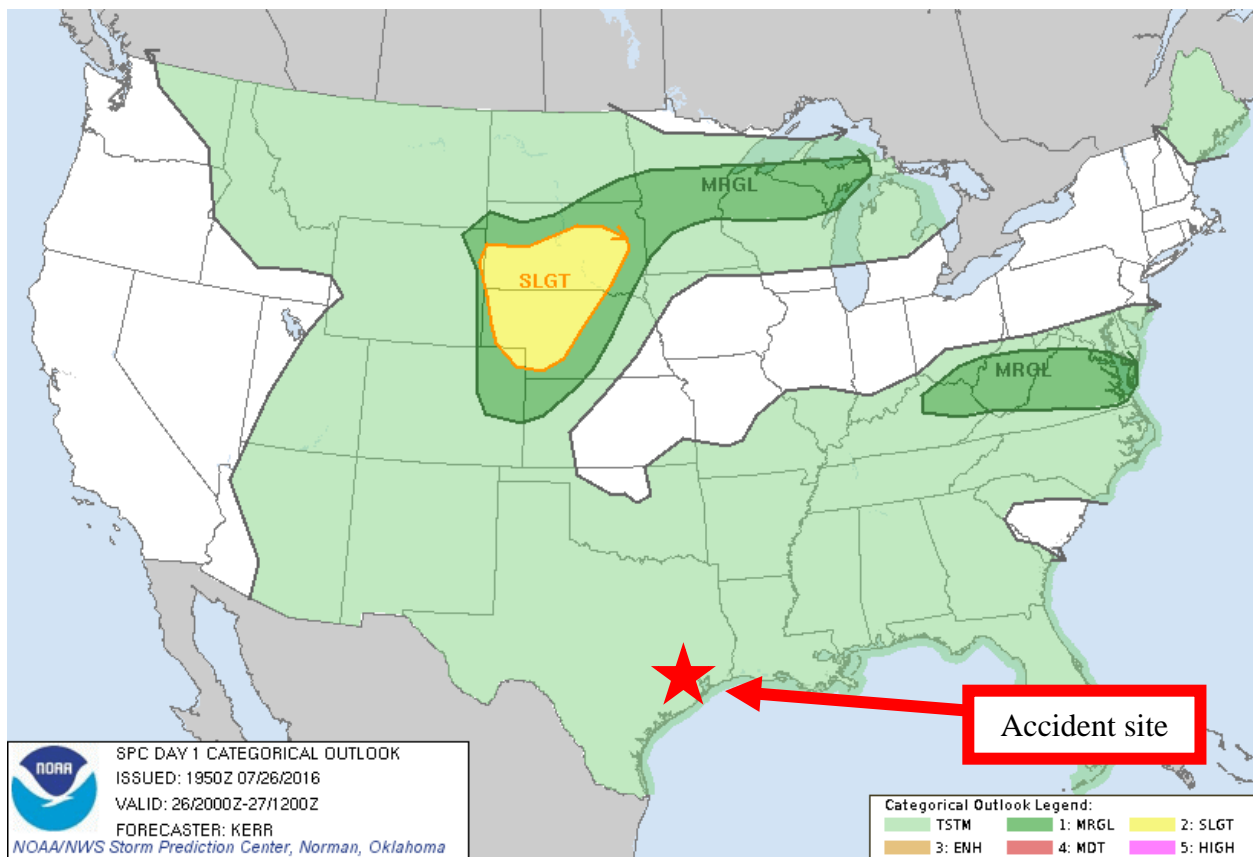 MRGL
SLGT
MRGL
Accident site
NOAA
SPC DAY 1 CATEGORICAL OUTLOOK
ISSUED: 1950Z 07/26/2016
VALID: 26/2000Z-27/1200Z
FORECASTER: KERR
NOAA/NWS Storm Prediction Center, Norman, Oklahoma
Categorical Outlook Legend:
TSTM 1: MRGL 2: SLGT
3: ENH 4: MDT 5: HIGH